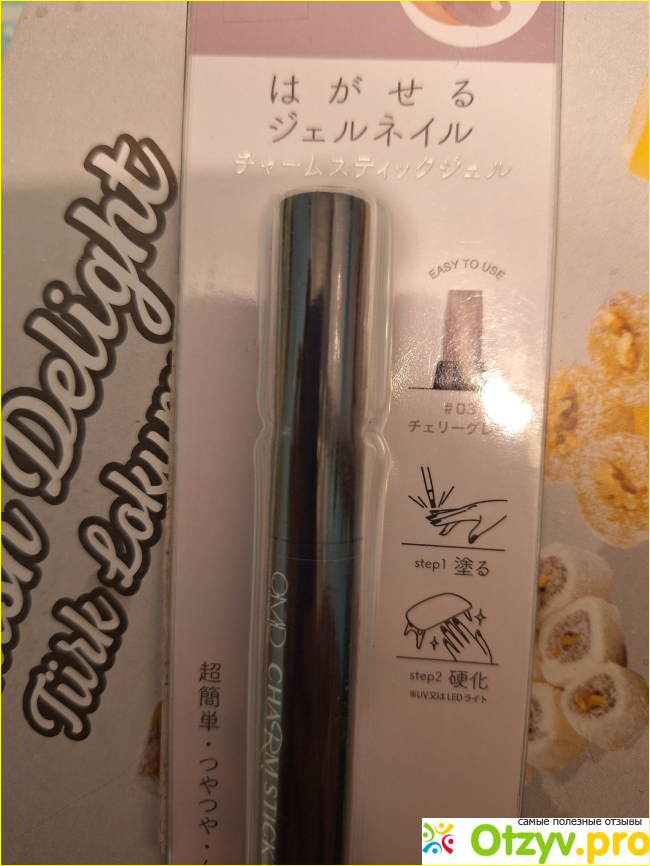 はがせる
ジェルネイル
チャームスティックジェル
EASY TO USE
#03
チェリーグレ
step1 塗る
step2 硬化
※UV又はLEDライト
OMD CHARM STICK
超簡単・つやつや・
Delight
Türk Loku
самые полезные отзывы
Otzyv.pro